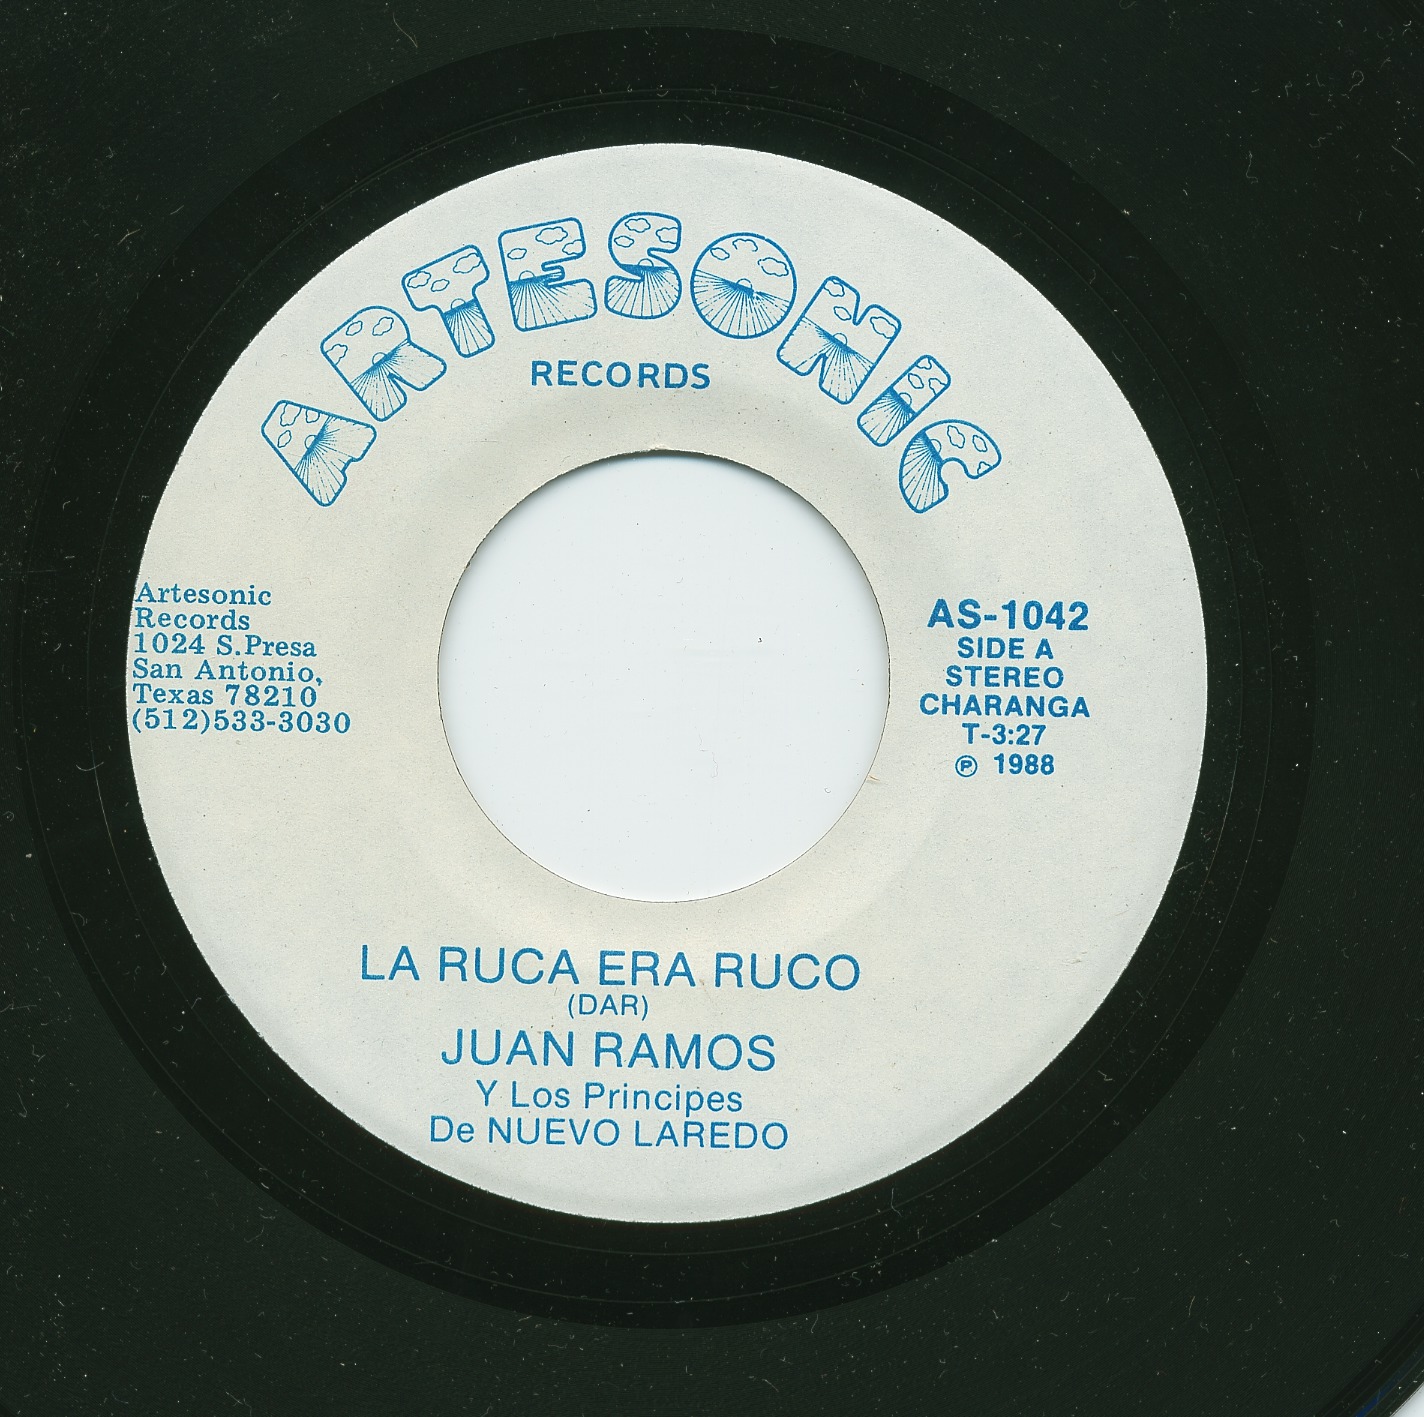 ARTESONIC
RECORDS
Artesonic
Records
1024 S.Presa
San Antonio,
Texas 78210
(512)533-3030
AS-1042
SIDE A
STEREO
CHARANGA
T-3:27
℗ 1988
LA RUCA ERA RUCO
(DAR)
JUAN RAMOS
Y Los Principes
De NUEVO LAREDO